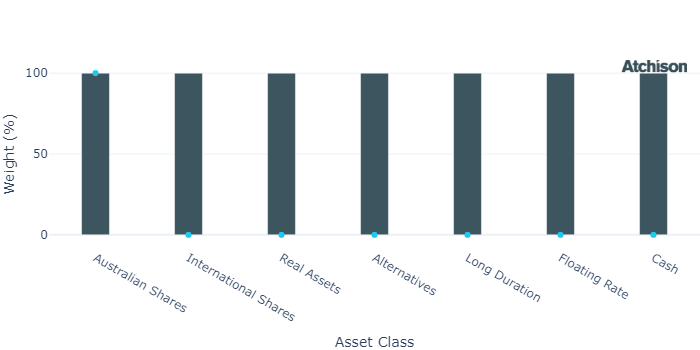 Atchison
100
50
0
Weight (%)
Australian Shares
International Shares
Real Assets
Alternatives
Long Duration
Floating Rate
Cash
Asset Class